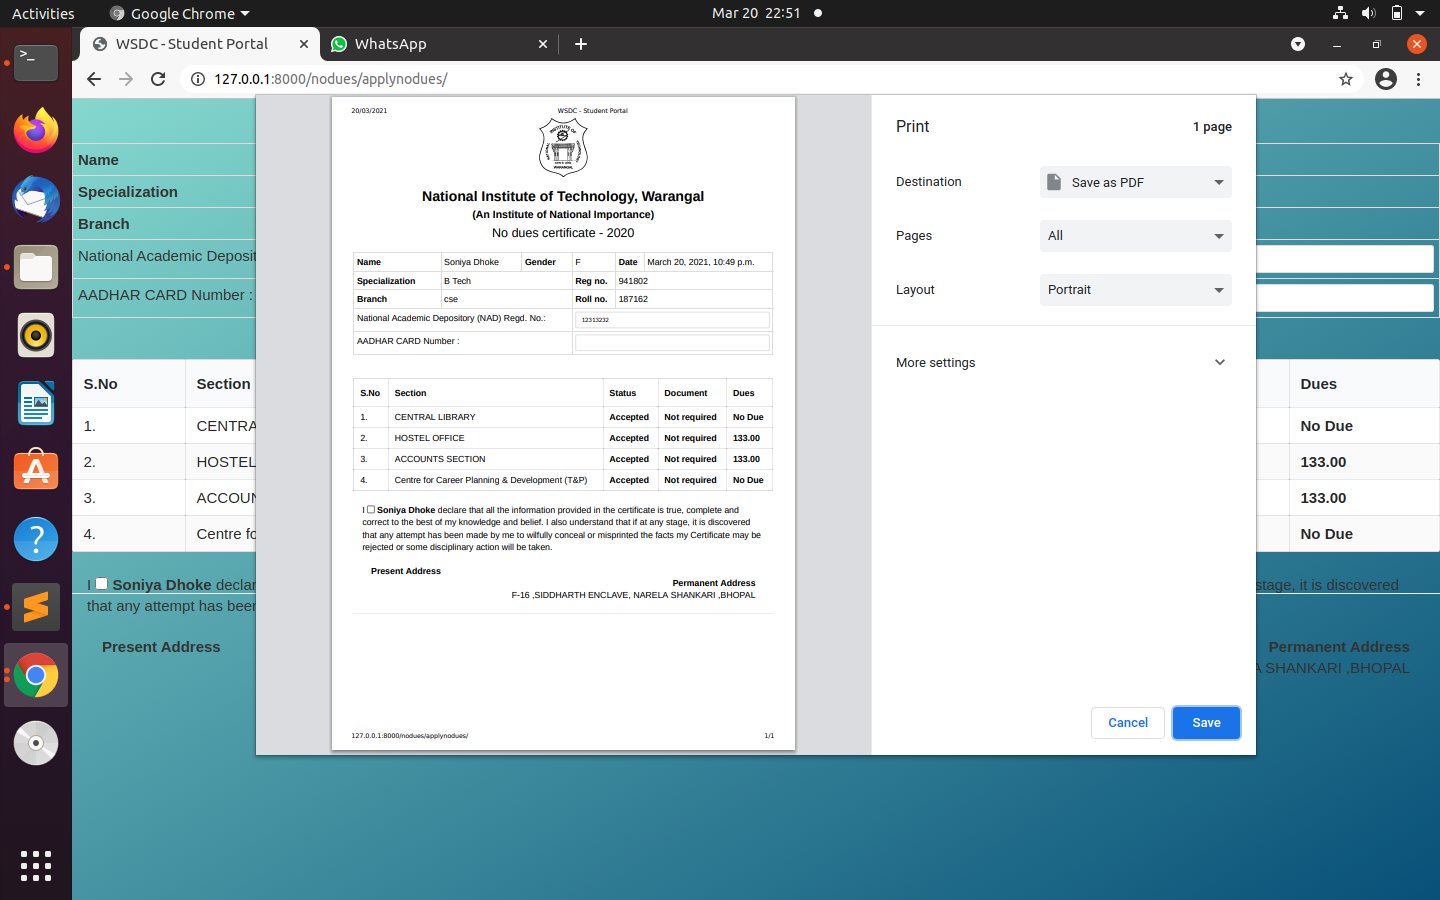 Activities Google Chrome Mar 20 22:51
WSDC - Student Portal WhatsApp
127.0.0.1:8000/nodues/applynodues/
Name
Specialization
Branch
National Academic Deposit
AADHAR CARD Number :
S.No Section Dues
1. CENTRA No Due
2. HOSTEL 133.00
3. ACCOUN 133.00
4. Centre fo No Due
I Soniya Dhoke declar stage, it is discovered
that any attempt has been
Present Address Permanent Address
A SHANKARI ,BHOPAL
20/03/2021 WSDC - Student Portal
INSTITUTE OF
WARANGAL
National Institute of Technology, Warangal
(An Institute of National Importance)
No dues certificate - 2020
Name Soniya Dhoke Gender F Date March 20, 2021, 10:49 p.m.
Specialization B Tech Reg no. 941802
Branch cse Roll no. 187162
National Academic Depository (NAD) Regd. No.: 12313232
AADHAR CARD Number :
S.No Section Status Document Dues
1. CENTRAL LIBRARY Accepted Not required No Due
2. HOSTEL OFFICE Accepted Not required 133.00
3. ACCOUNTS SECTION Accepted Not required 133.00
4. Centre for Career Planning & Development (T&P) Accepted Not required No Due
I Soniya Dhoke declare that all the information provided in the certificate is true, complete and
correct to the best of my knowledge and belief. I also understand that if at any stage, it is discovered
that any attempt has been made by me to wilfully conceal or misprinted the facts my Certificate may be
rejected or some disciplinary action will be taken.
Present Address
Permanent Address
F-16 ,SIDDHARTH ENCLAVE, NARELA SHANKARI ,BHOPAL
127.0.0.1:8000/nodues/applynodues/ 1/1
Print 1 page
Destination Save as PDF
Pages All
Layout Portrait
More settings
Cancel Save